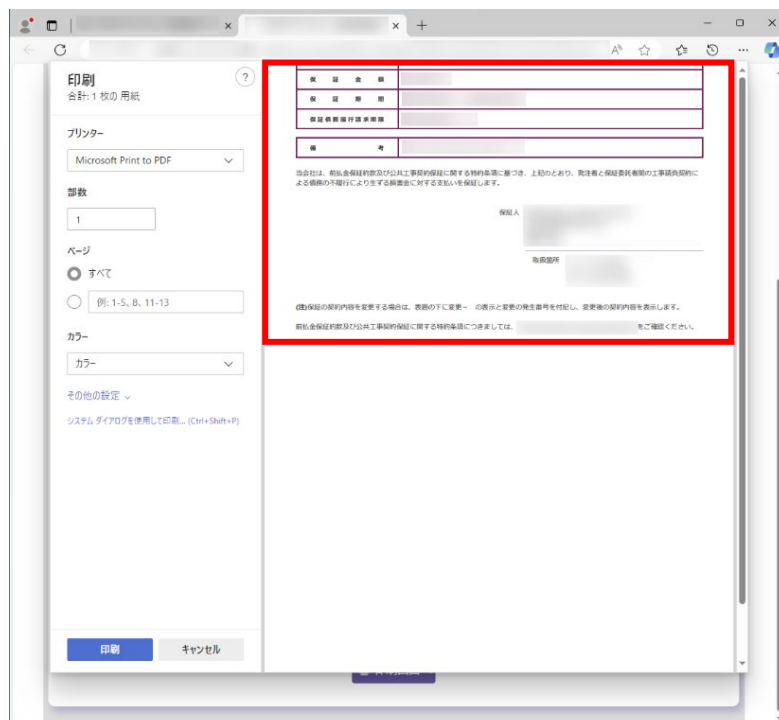 印刷
合計: 1 枚の 用紙
?
プリンター
Microsoft Print to PDF
部数
1
ページ
すべて
例: 1-5、8、11-13
カラー
カラー
その他の設定
システム ダイアログを使用して印刷... (Ctrl+Shift+P)
印刷
キャンセル
保証金額
保証期間
保証債務履行請求期限
備考
当会社は、前払金保証約款及び公共工事契約保証に関する特約条項に基づき、上記のとおり、発注者と保証委託者間の工事請負契約に
よる債務の不履行により生ずる損害金に対する支払いを保証します。
保証人
取扱箇所
(注)保証の契約内容を変更する場合は、表題の下に変更－　の表示と変更の発生番号を付記し、変更後の契約内容を表示します。
前払金保証約款及び公共工事契約保証に関する特約条項につきましては、
をご確認ください。